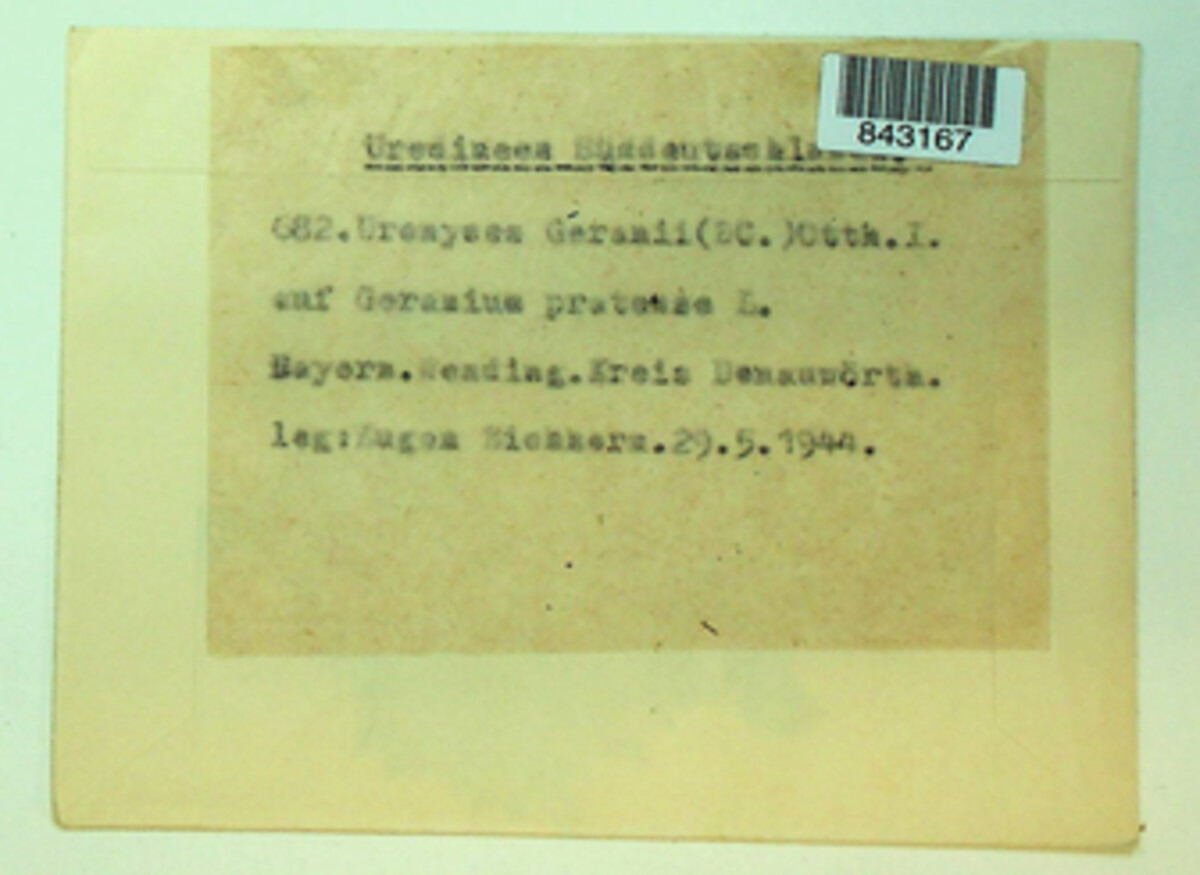 843167
Uredineen Süddeutschlands.
682.Uromyces Geranii(DC.)Otth.I.
auf Geranium pratense L.
Bayern.Wemding.Kreis Donauwörth.
leg:Eugen Eichhorn.29.5.1944.